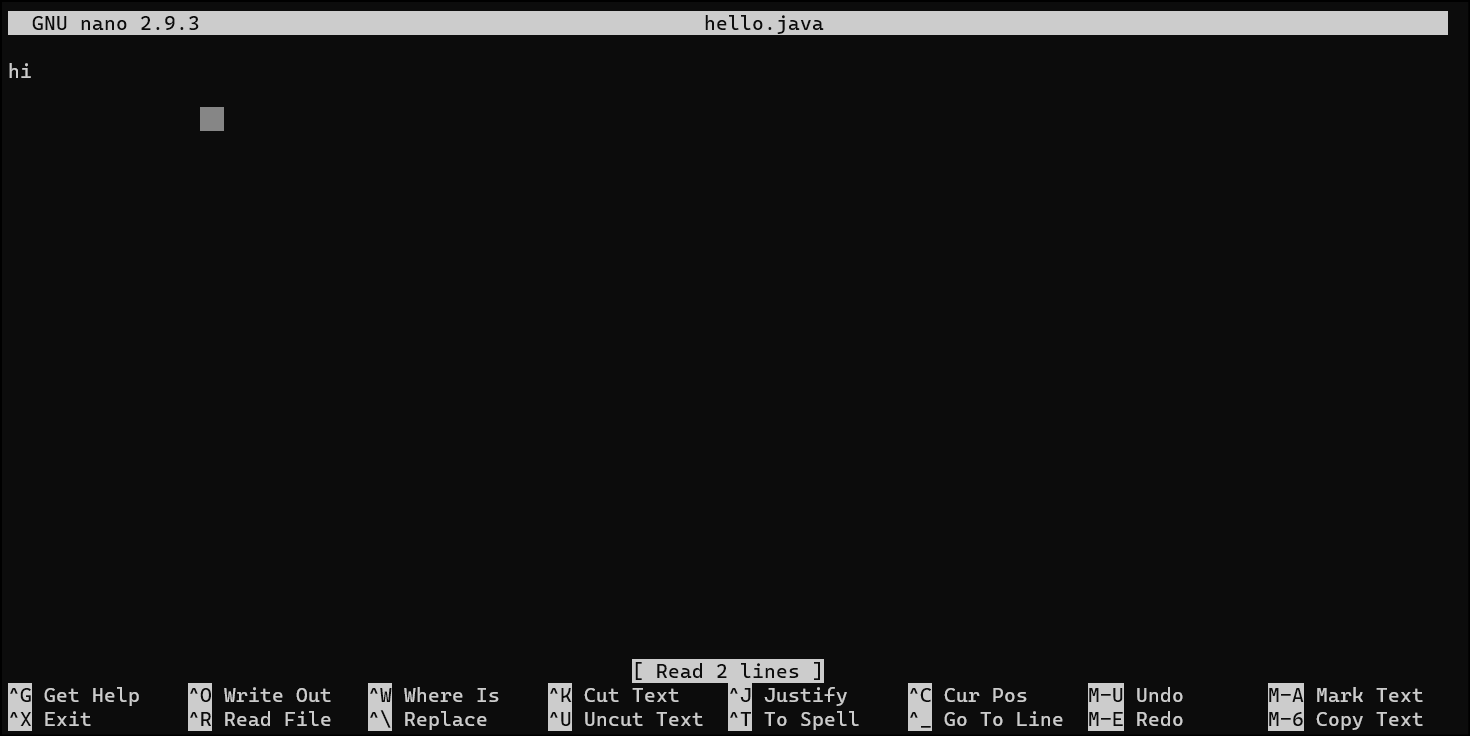 GNU nano 2.9.3 hello.java
hi
[ Read 2 lines ]
^G Get Help ^O Write Out ^W Where Is ^K Cut Text ^J Justify ^C Cur Pos M-U Undo M-A Mark Text
^X Exit ^R Read File ^\ Replace ^U Uncut Text ^T To Spell ^_ Go To Line M-E Redo M-6 Copy Text